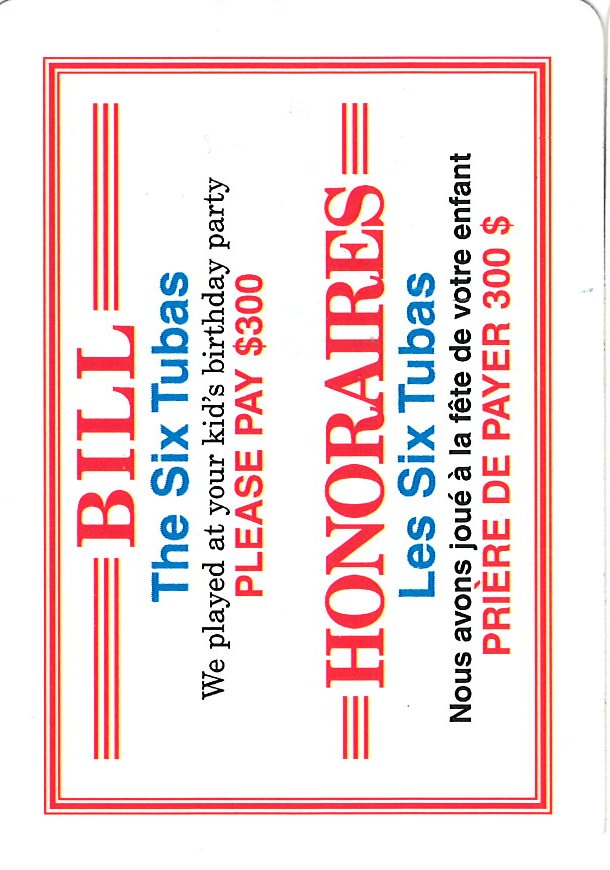 BILL
The Six Tubas
We played at your kid's birthday party
PLEASE PAY $300
HONORAIRES
Les Six Tubas
Nous avons joué à la fête de votre enfant
PRIÈRE DE PAYER 300 $